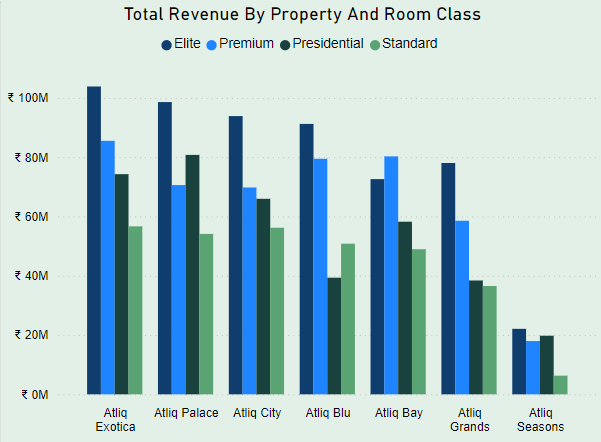 Total Revenue By Property And Room Class
Elite Premium Presidential Standard
₹ 100M
₹ 80M
₹ 60M
₹ 40M
₹ 20M
₹ 0M
Atliq Exotica
Atliq Palace
Atliq City
Atliq Blu
Atliq Bay
Atliq Grands
Atliq Seasons